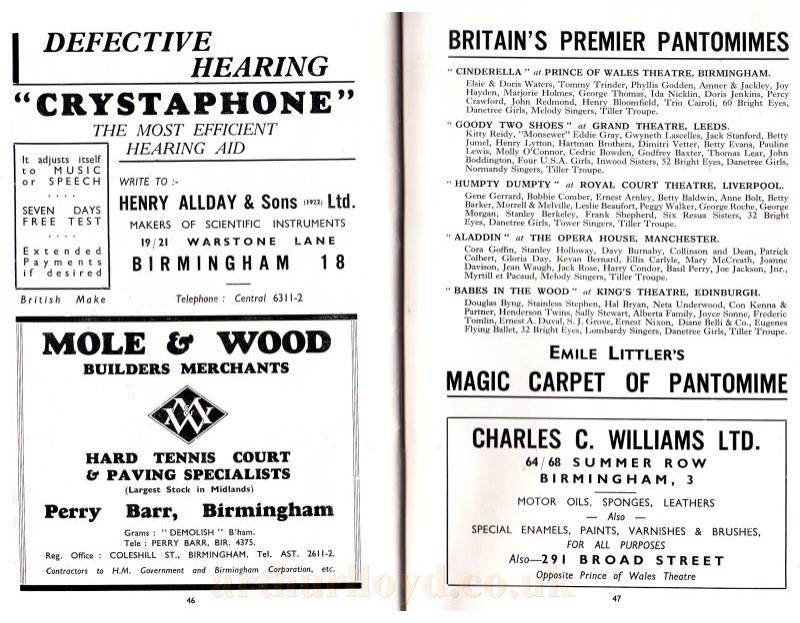 DEFECTIVE
HEARING
"CRYSTAPHONE"
THE MOST EFFICIENT
HEARING AID
It adjusts itself
to MUSIC
or SPEECH
....
SEVEN DAYS
FREE TEST
....
Extended
Payments
if desired
British Make
WRITE TO :-
HENRY ALLDAY & Sons (1922) Ltd.
MAKERS OF SCIENTIFIC INSTRUMENTS
19/21 WARSTONE LANE
BIRMINGHAM 18
Telephone : Central 6311-2
MOLE & WOOD
BUILDERS MERCHANTS
HARD TENNIS COURT
& PAVING SPECIALISTS
(Largest Stock in Midlands)
Perry Barr, Birmingham
Grams : "DEMOLISH" B'ham.
Tele : PERRY BARR, BIR. 4375.
Reg. Office : COLESHILL ST., BIRMINGHAM, Tel. AST. 2611-2.
Contractors to H.M. Government and Birmingham Corporation, etc.
46
BRITAIN'S PREMIER PANTOMIMES
"CINDERELLA" at PRINCE OF WALES THEATRE, BIRMINGHAM.
Elsie & Doris Waters, Tommy Trinder, Phyllis Godden, Amner & Jackley, Joy
Hayden, Marjorie Holmes, George Thomas, Ida Nicklin, Doris Jenkins, Percy
Crawford, John Redmond, Henry Bloomfield, Trio Cairoli, 60 Bright Eyes,
Danetree Girls, Melody Singers, Tiller Troupe.
"GOODY TWO SHOES" at GRAND THEATRE, LEEDS.
Kitty Reidy, "Monsewer" Eddie Gray, Gwyneth Lascelles, Jack Stanford, Betty
Jumel, Henry Lytton, Hartman Brothers, Dimitri Vetter, Betty Evans, Pauline
Lewis, Molly O'Connor, Cedric Bowden, Godfrey Baxter, Thomas Lear, John
Boddington, Four U.S.A. Girls, Inwood Sisters, 52 Bright Eyes, Danetree Girls,
Normandy Singers, Tiller Troupe.
"HUMPTY DUMPTY" at ROYAL COURT THEATRE, LIVERPOOL.
Gene Gerrard, Bobbie Comber, Ernest Arnley, Betty Baldwin, Anne Bolt, Betty
Barker, Morrell & Melville, Leslie Beaufort, Peggy Walker, George Roche, George
Morgan, Stanley Berkeley, Frank Shepherd, Six Resua Sisters, 32 Bright
Eyes, Danetree Girls, Tower Singers, Tiller Troupe.
"ALADDIN" at THE OPERA HOUSE, MANCHESTER.
Cora Goffin, Stanley Holloway, Davy Burnaby, Collinson and Dean, Patrick
Colbert, Gloria Day, Kevan Bernard, Ellis Carlyle, Mary McCreath, Joanne
Davison, Jean Waugh, Jack Rose, Harry Condor, Basil Perry, Joe Jackson, Jnr.,
Myrtil et Pacaud, Melody Singers, Tiller Troupe.
"BABES IN THE WOOD" at KING'S THEATRE, EDINBURGH.
Douglas Byng, Stainless Stephen, Hal Bryan, Neta Underwood, Con Kenna &
Partner, Henderson Twins, Sally Stewart, Alberta Family, Joyce Sonne, Frederic
Tomlin, Ernest A. Duval, S. J. Grove, Ernest Nixon, Diane Belli & Co., Eugenes
Flying Ballet, 32 Bright Eyes, Lombardy Singers, Danetree Girls, Tiller Troupe.
EMILE LITTLER'S
MAGIC CARPET OF PANTOMIME
CHARLES C. WILLIAMS LTD.
64/68 SUMMER ROW
BIRMINGHAM, 3
MOTOR OILS, SPONGES, LEATHERS
— Also —
SPECIAL ENAMELS, PAINTS, VARNISHES & BRUSHES,
FOR ALL PURPOSES
Also—291 BROAD STREET
Opposite Prince of Wales Theatre
47
arthurlloyd.co.uk